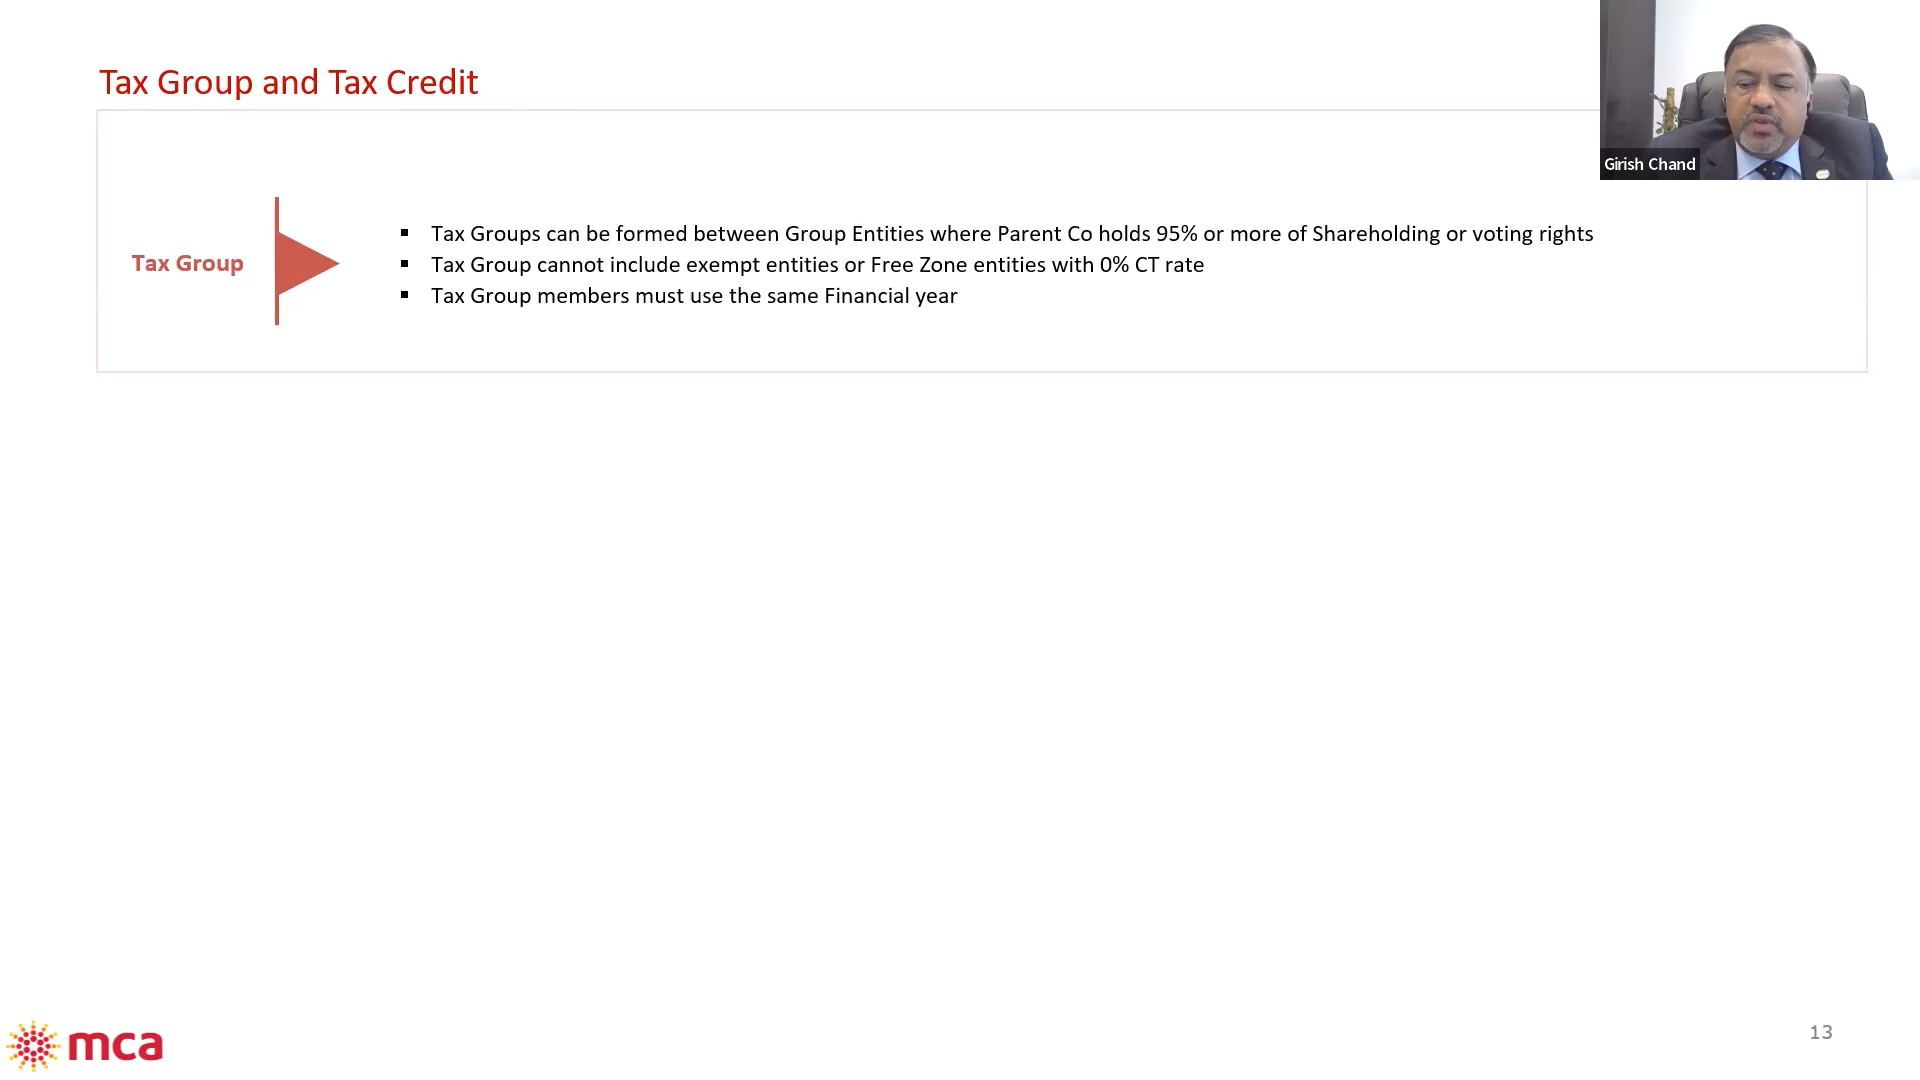 Tax Group and Tax Credit
Girish Chand
Tax Group
▪ Tax Groups can be formed between Group Entities where Parent Co holds 95% or more of Shareholding or voting rights
▪ Tax Group cannot include exempt entities or Free Zone entities with 0% CT rate
▪ Tax Group members must use the same Financial year
mca
13